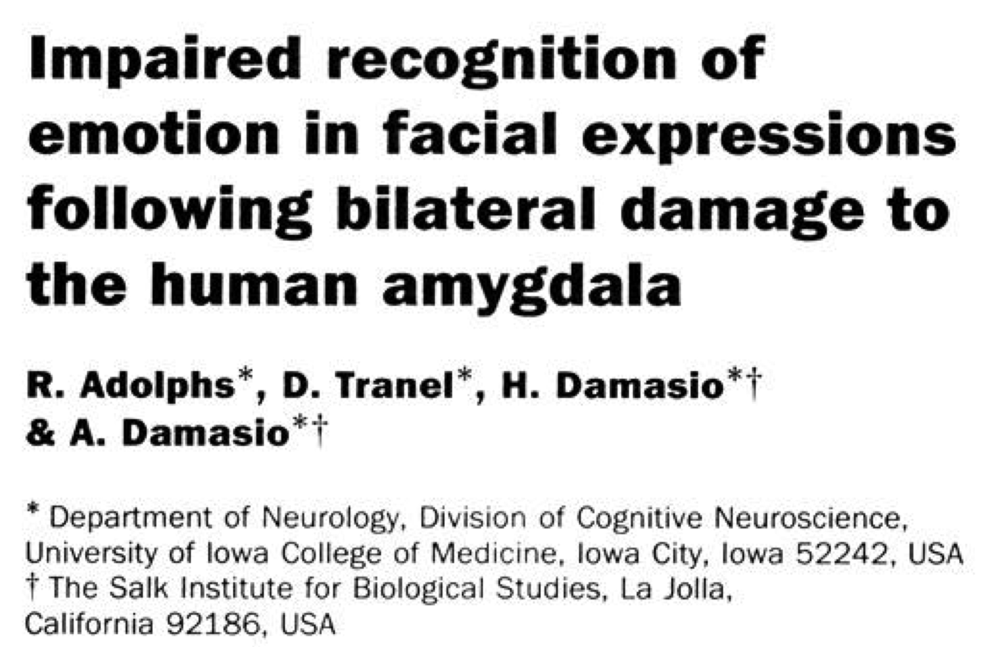 Impaired recognition of
emotion in facial expressions
following bilateral damage to
the human amygdala
R. Adolphs*, D. Tranel*, H. Damasio*†
& A. Damasio*†
* Department of Neurology, Division of Cognitive Neuroscience,
University of Iowa College of Medicine, Iowa City, Iowa 52242, USA
† The Salk Institute for Biological Studies, La Jolla,
California 92186, USA